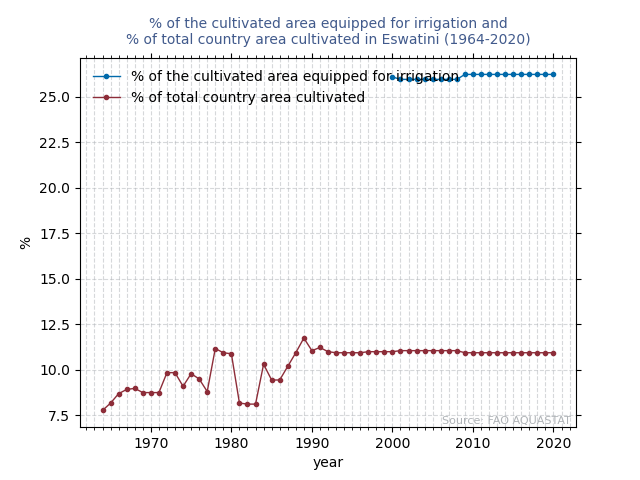 % of the cultivated area equipped for irrigation and
% of total country area cultivated in Eswatini (1964-2020)
% of the cultivated area equipped for irrigation
% of total country area cultivated
25.0
22.5
20.0
17.5
15.0
12.5
10.0
7.5
%
Source: FAO AQUASTAT
1970 1980 1990 2000 2010 2020
year